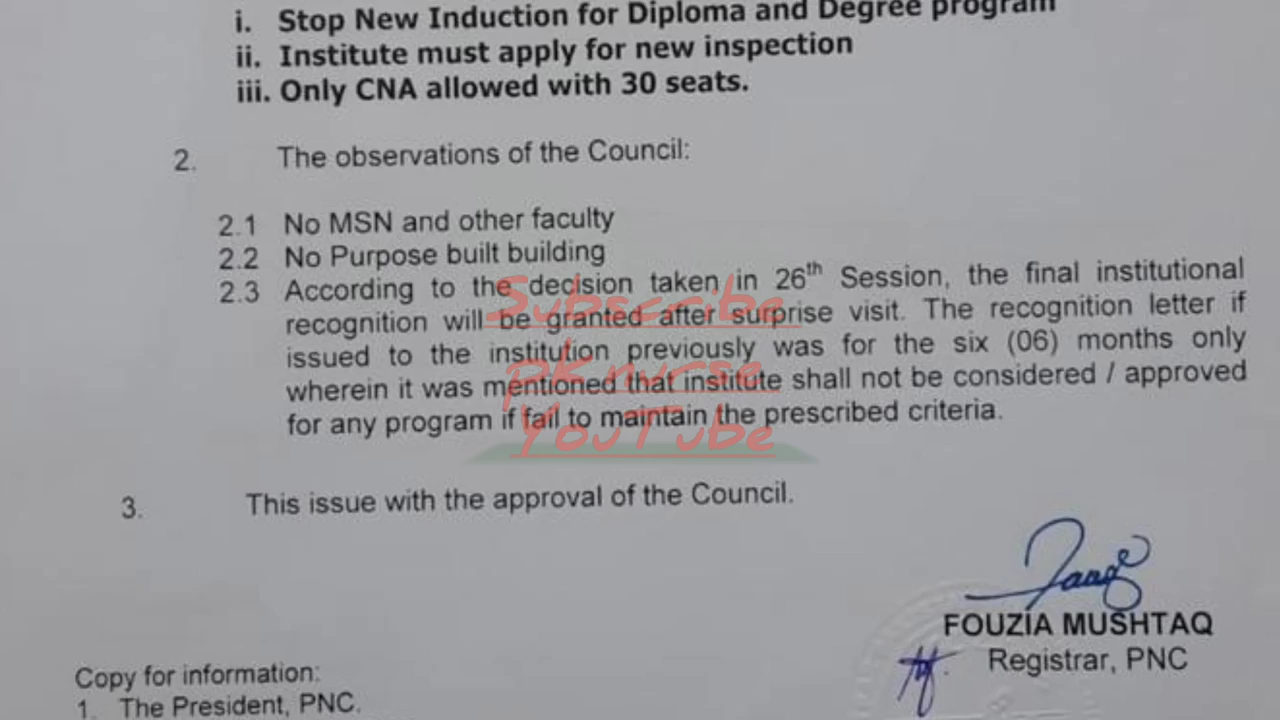 i. Stop New Induction for Diploma and Degree program
ii. Institute must apply for new inspection
iii. Only CNA allowed with 30 seats.
2. The observations of the Council:
2.1 No MSN and other faculty
2.2 No Purpose built building
2.3 According to the decision taken in 26th Session, the final institutional
recognition will be granted after surprise visit. The recognition letter if
issued to the institution previously was for the six (06) months only
wherein it was mentioned that institute shall not be considered / approved
for any program if fail to maintain the prescribed criteria.
Subscribe
pknurse
YouTube
3. This issue with the approval of the Council.
FOUZIA MUSHTAQ
Registrar, PNC
Copy for information:
1. The President, PNC.